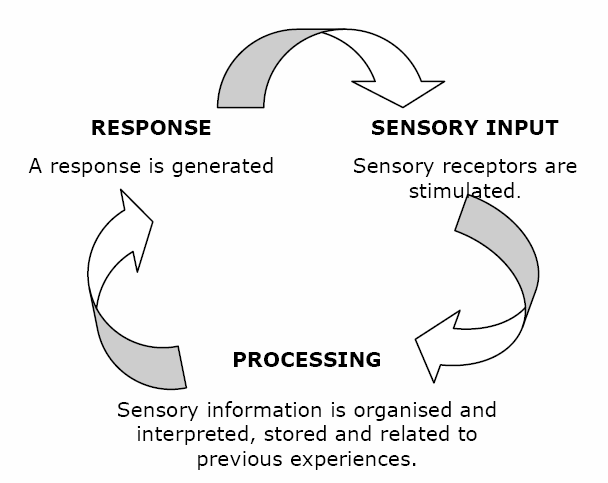 RESPONSE
A response is generated
SENSORY INPUT
Sensory receptors are
stimulated.
PROCESSING
Sensory information is organised and
interpreted, stored and related to
previous experiences.